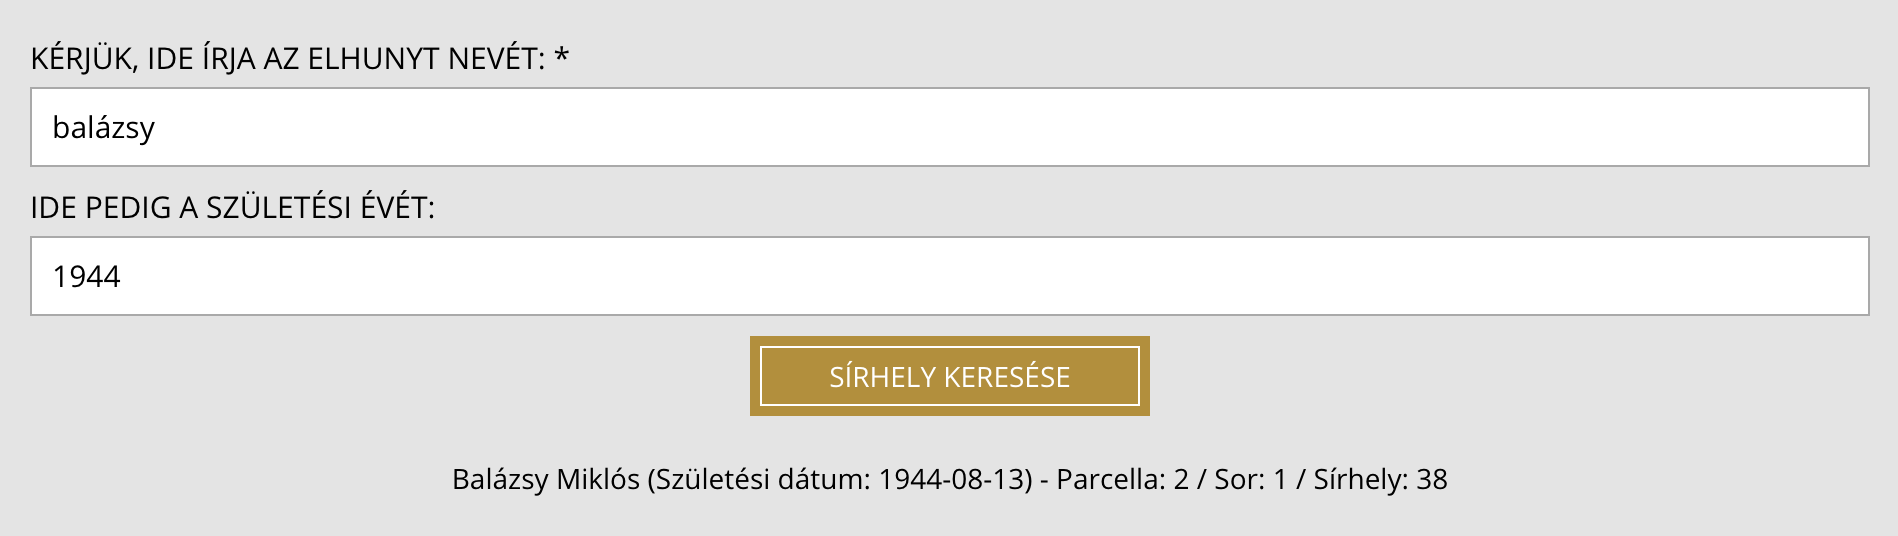 KÉRJÜK, IDE ÍRJA AZ ELHUNYT NEVÉT: *
balázsy
IDE PEDIG A SZÜLETÉSI ÉVÉT:
1944
SÍRHELY KERESÉSE
Balázsy Miklós (Születési dátum: 1944-08-13) - Parcella: 2 / Sor: 1 / Sírhely: 38